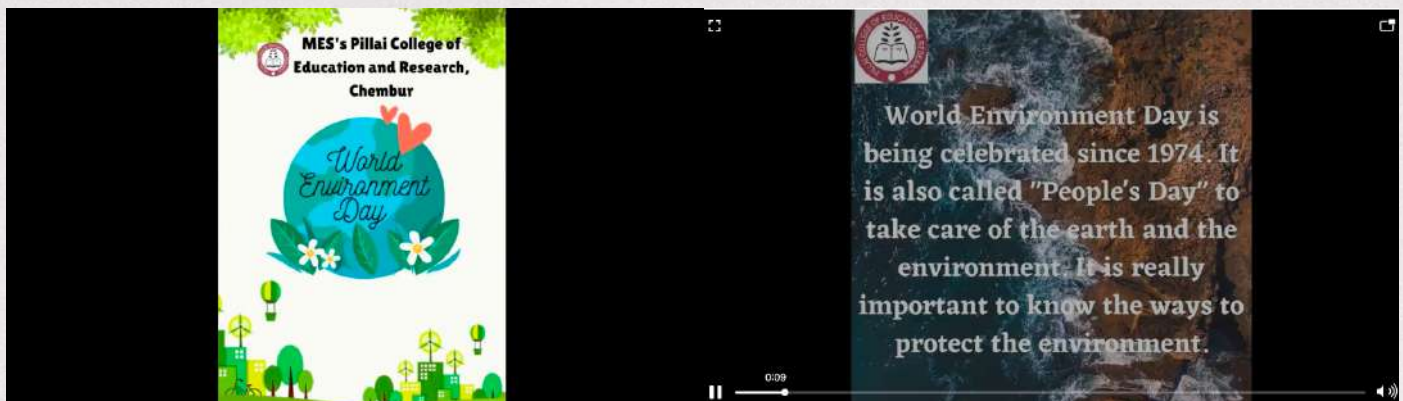 MES's Pillai College of
Education and Research,
Chembur
World
Environment
Day
World Environment Day is
being celebrated since 1974. It
is also called "People's Day" to
take care of the earth and the
environment. It is really
important to know the ways to
protect the environment.
0:09